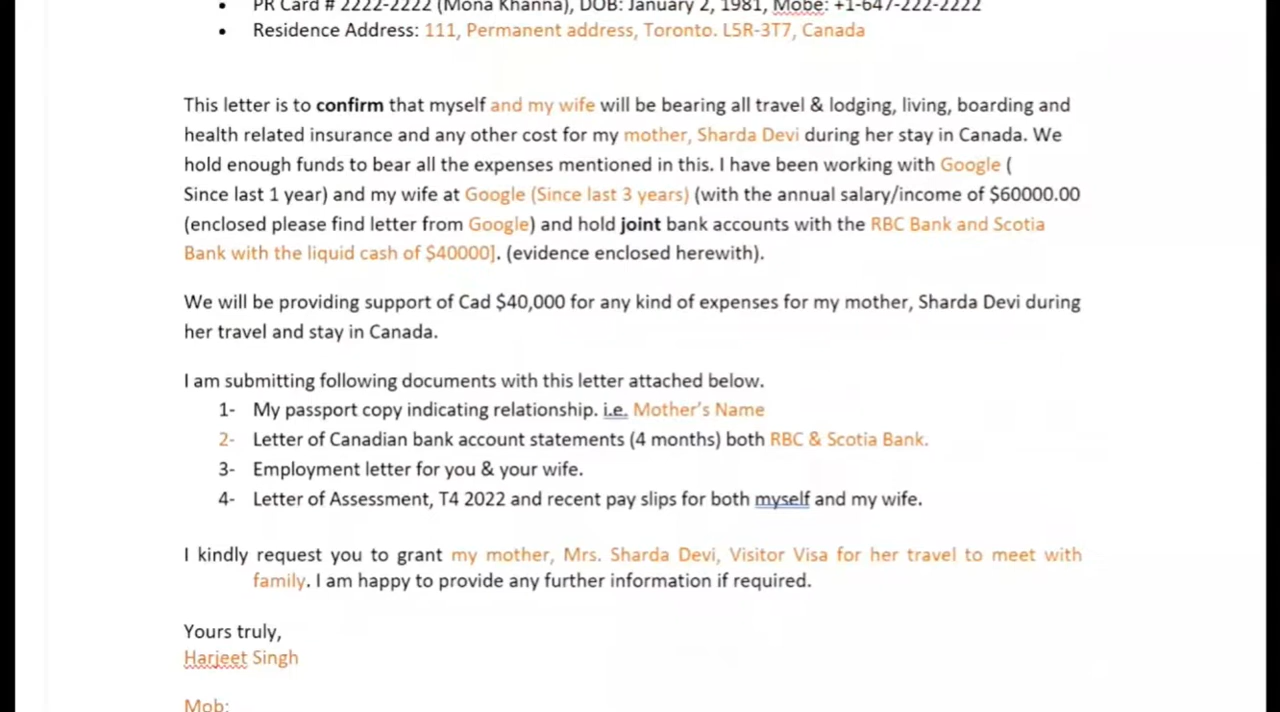 • PR Card # 2222-2222 (Mona Khanna), DOB: January 2, 1981, Mobe: +1-647-222-2222
• Residence Address: 111, Permanent address, Toronto. L5R-3T7, Canada
This letter is to confirm that myself and my wife will be bearing all travel & lodging, living, boarding and
health related insurance and any other cost for my mother, Sharda Devi during her stay in Canada. We
hold enough funds to bear all the expenses mentioned in this. I have been working with Google (
Since last 1 year) and my wife at Google (Since last 3 years) (with the annual salary/income of $60000.00
(enclosed please find letter from Google) and hold joint bank accounts with the RBC Bank and Scotia
Bank with the liquid cash of $40000]. (evidence enclosed herewith).
We will be providing support of Cad $40,000 for any kind of expenses for my mother, Sharda Devi during
her travel and stay in Canada.
I am submitting following documents with this letter attached below.
1- My passport copy indicating relationship. i.e. Mother's Name
2- Letter of Canadian bank account statements (4 months) both RBC & Scotia Bank.
3- Employment letter for you & your wife.
4- Letter of Assessment, T4 2022 and recent pay slips for both myself and my wife.
I kindly request you to grant my mother, Mrs. Sharda Devi, Visitor Visa for her travel to meet with
family. I am happy to provide any further information if required.
Yours truly,
Harjeet Singh
Mob: